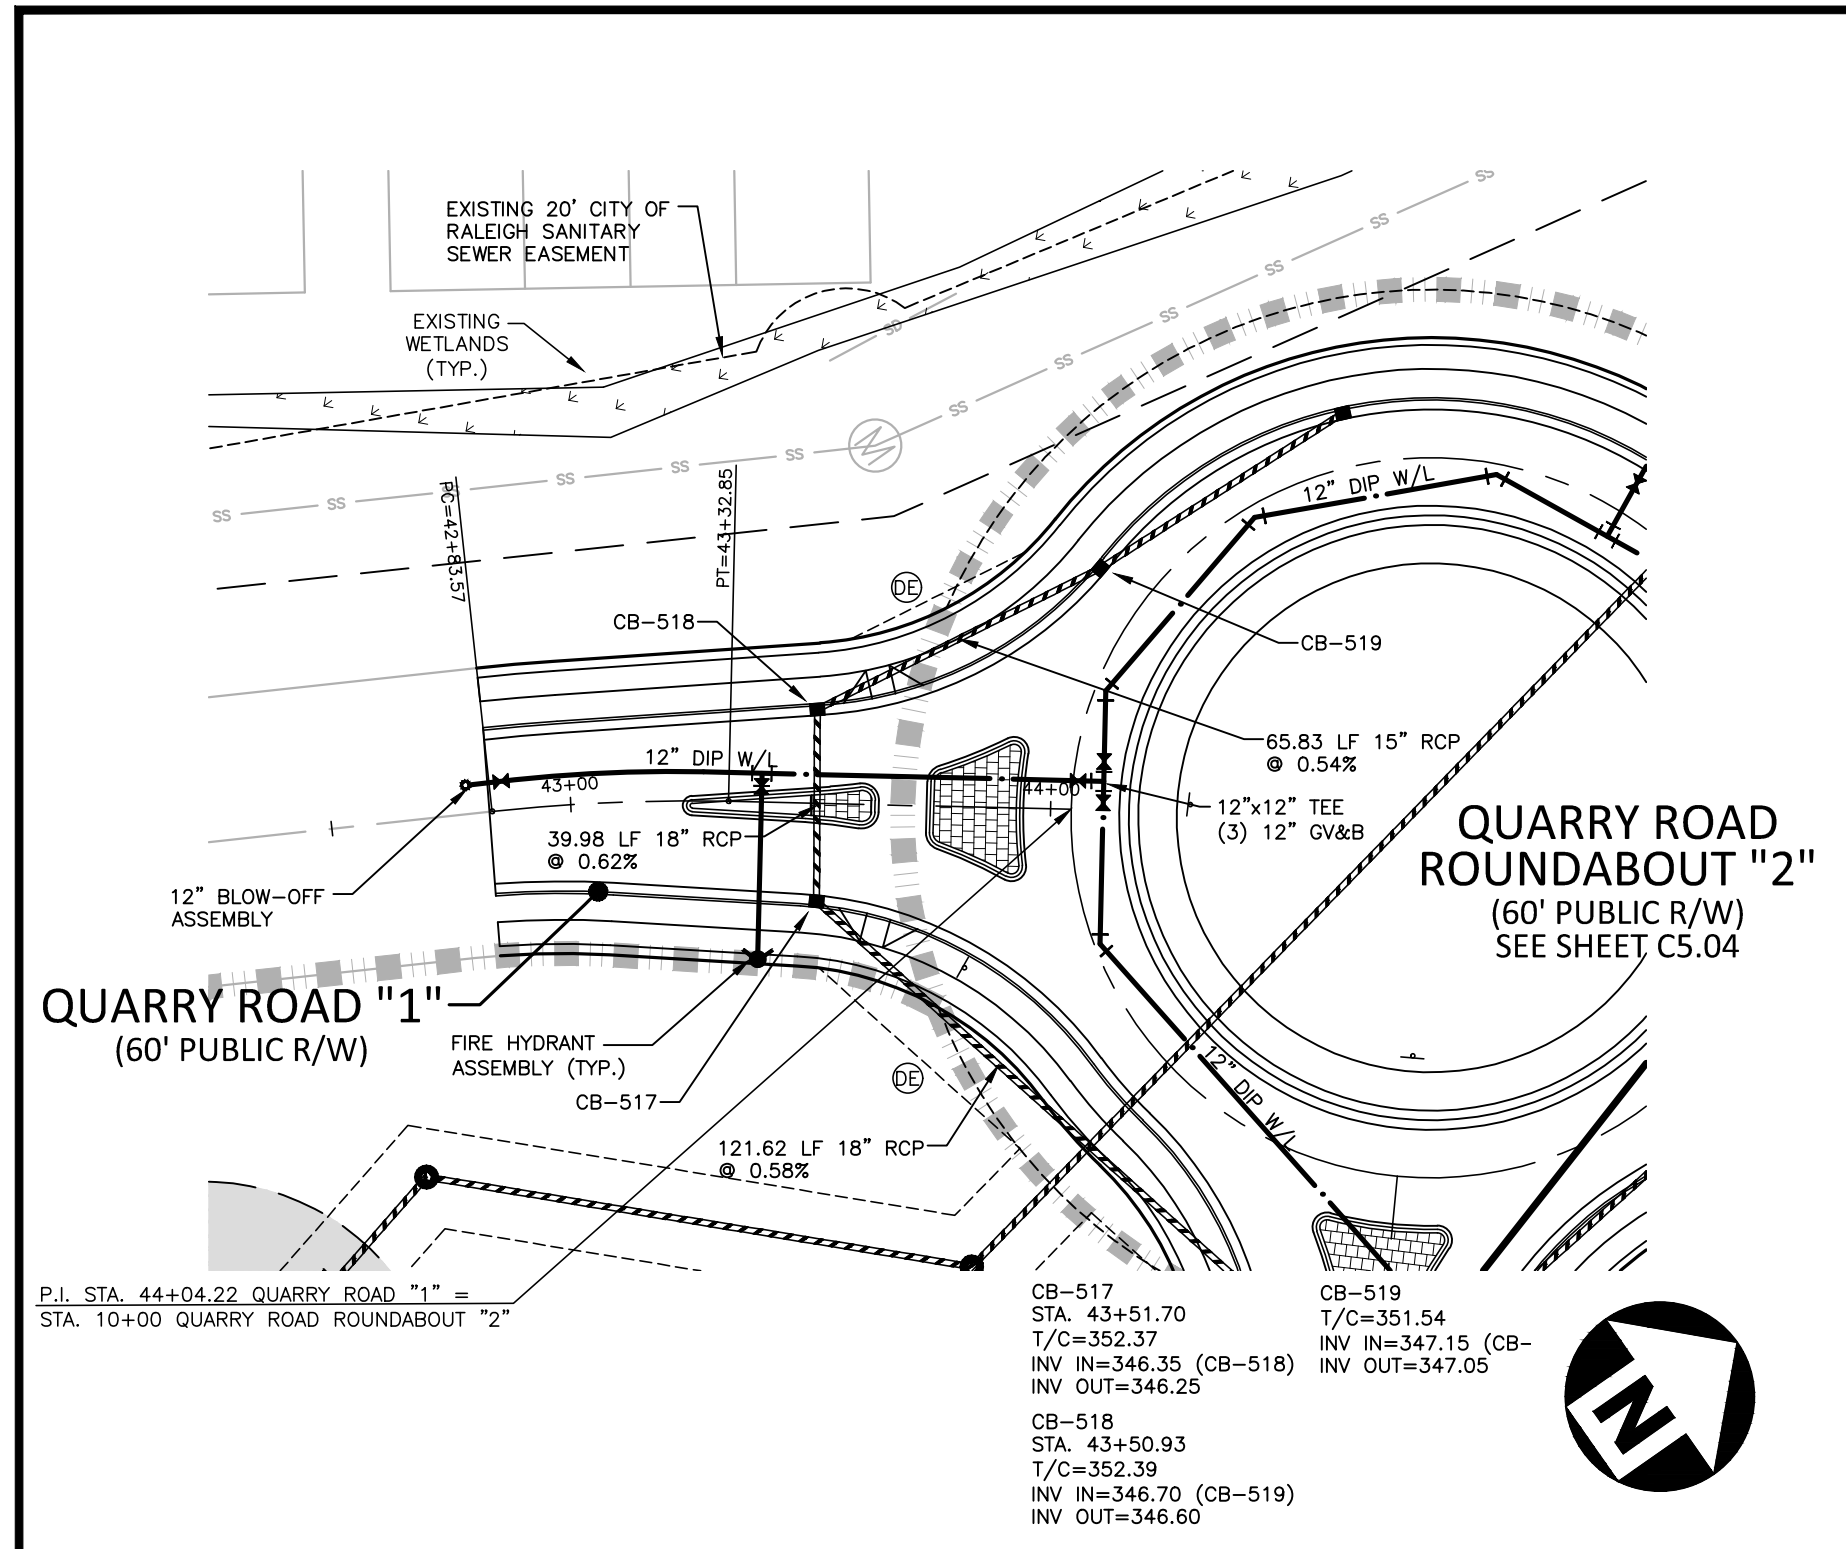 EXISTING 20' CITY OF
RALEIGH SANITARY
SEWER EASEMENT
EXISTING
WETLANDS
(TYP.)
SS
SS
SS
SS
SS
SS
SS
SS
SS
SS
SD
PC=42+83.57
PT=43+32.85
12" DIP W/L
DE
CB-518
CB-519
65.83 LF 15" RCP
@ 0.54%
12" DIP W/L
43+00
44+00
12"x12" TEE
(3) 12" GV&B
39.98 LF 18" RCP
@ 0.62%
QUARRY ROAD
ROUNDABOUT "2"
(60' PUBLIC R/W)
SEE SHEET C5.04
12" BLOW-OFF
ASSEMBLY
QUARRY ROAD "1"
(60' PUBLIC R/W)
FIRE HYDRANT
ASSEMBLY (TYP.)
CB-517
DE
12" DIP W/L
121.62 LF 18" RCP
@ 0.58%
P.I. STA. 44+04.22 QUARRY ROAD "1" =
STA. 10+00 QUARRY ROAD ROUNDABOUT "2"
CB-517
STA. 43+51.70
T/C=352.37
INV IN=346.35 (CB-518)
INV OUT=346.25
CB-518
STA. 43+50.93
T/C=352.39
INV IN=346.70 (CB-519)
INV OUT=346.60
CB-519
T/C=351.54
INV IN=347.15 (CB-
INV OUT=347.05
N